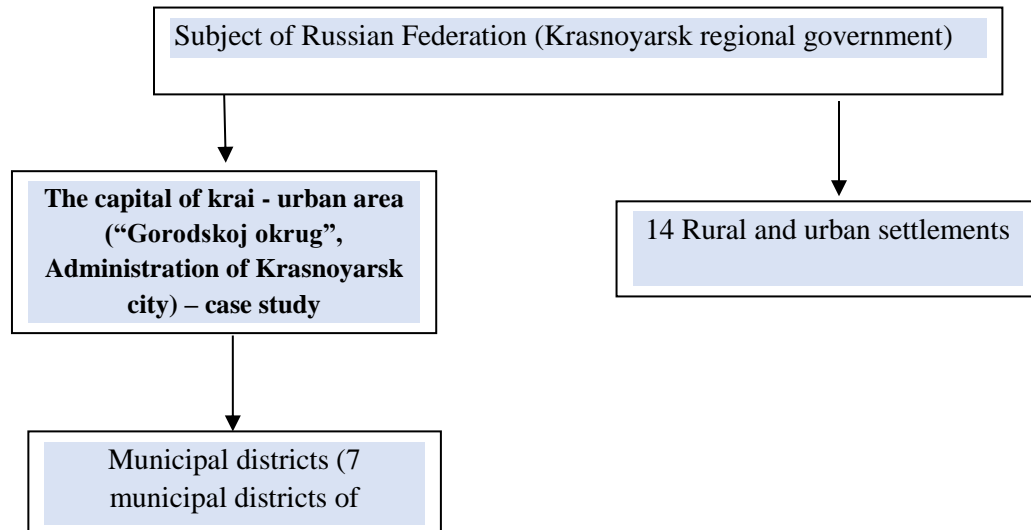 Subject of Russian Federation (Krasnoyarsk regional government)
The capital of krai - urban area
(“Gorodskoj okrug”,
Administration of Krasnoyarsk
city) – case study
14 Rural and urban settlements
Municipal districts (7
municipal districts of